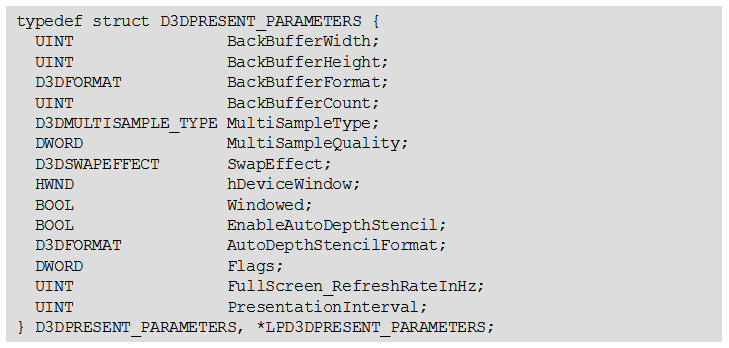 typedef struct D3DPRESENT_PARAMETERS {
  UINT                BackBufferWidth;
  UINT                BackBufferHeight;
  D3DFORMAT           BackBufferFormat;
  UINT                BackBufferCount;
  D3DMULTISAMPLE_TYPE MultiSampleType;
  DWORD               MultiSampleQuality;
  D3DSWAPEFFECT       SwapEffect;
  HWND                hDeviceWindow;
  BOOL                Windowed;
  BOOL                EnableAutoDepthStencil;
  D3DFORMAT           AutoDepthStencilFormat;
  DWORD               Flags;
  UINT                FullScreen_RefreshRateInHz;
  UINT                PresentationInterval;
} D3DPRESENT_PARAMETERS, *LPD3DPRESENT_PARAMETERS;